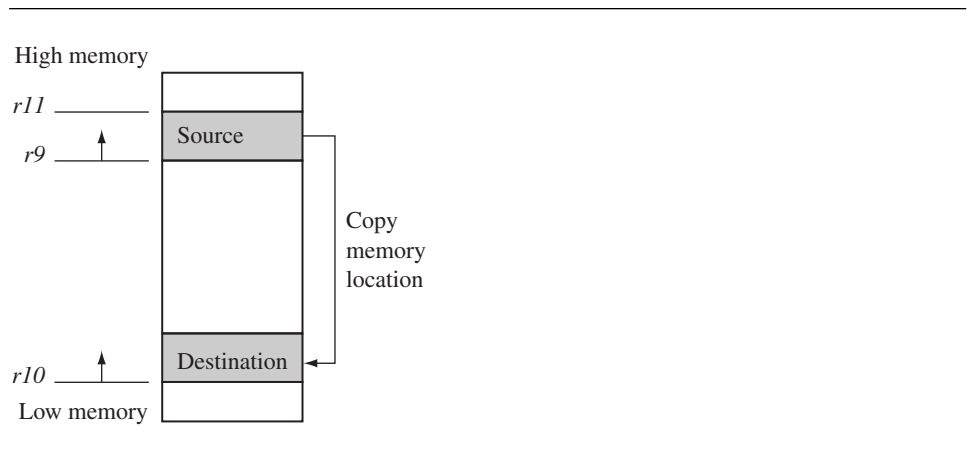 High memory
r11
Source
r9
Copy
memory
location
Destination
r10
Low memory